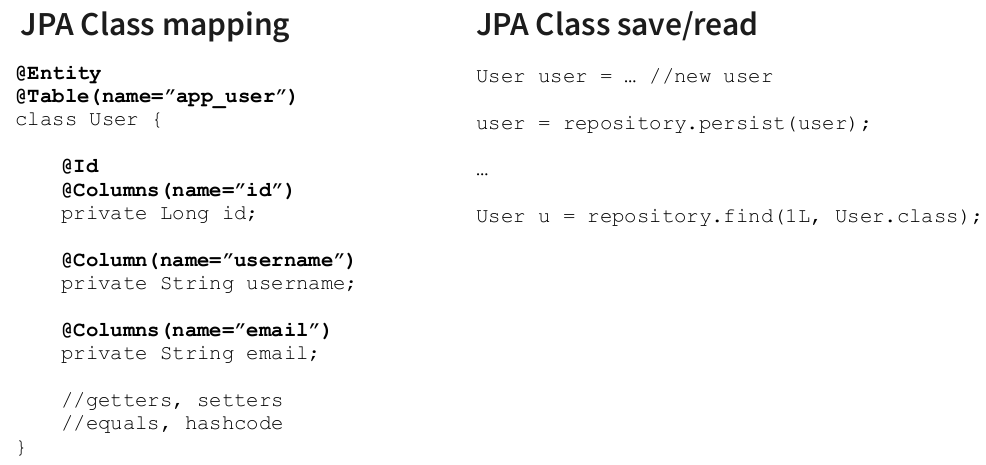 JPA Class mapping
@Entity
@Table(name=”app_user”)
class User {
@Id
@Columns(name=”id”)
private Long id;
@Column(name=”username”)
private String username;
@Columns(name=”email”)
private String email;
//getters, setters
//equals, hashcode
}
JPA Class save/read
User user = … //new user
user = repository.persist(user);
…
User u = repository.find(1L, User.class);